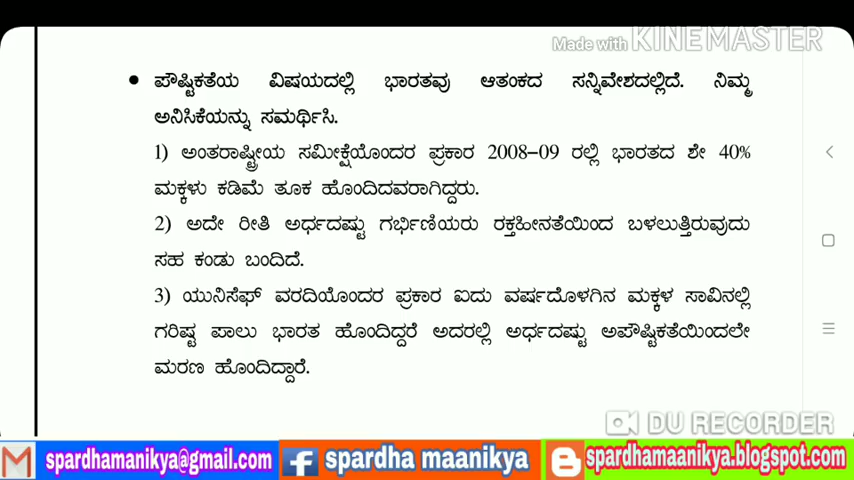 Made with KINEMASTER
• ಪೌಷ್ಟಿಕತೆಯ ವಿಷಯದಲ್ಲಿ ಭಾರತವು ಆತಂಕದ ಸನ್ನಿವೇಶದಲ್ಲಿದೆ. ನಿಮ್ಮ
ಅನಿಸಿಕೆಯನ್ನು ಸಮರ್ಥಿಸಿ.
1) ಅಂತರಾಷ್ಟ್ರೀಯ ಸಮೀಕ್ಷೆಯೊಂದರ ಪ್ರಕಾರ 2008-09 ರಲ್ಲಿ ಭಾರತದ ಶೇ 40%
ಮಕ್ಕಳು ಕಡಿಮೆ ತೂಕ ಹೊಂದಿದವರಾಗಿದ್ದರು.
2) ಅದೇ ರೀತಿ ಅರ್ಧದಷ್ಟು ಗರ್ಭಿಣಿಯರು ರಕ್ತಹೀನತೆಯಿಂದ ಬಳಲುತ್ತಿರುವುದು
ಸಹ ಕಂಡು ಬಂದಿದೆ.
3) ಯುನಿಸೆಫ್ ವರದಿಯೊಂದರ ಪ್ರಕಾರ ಐದು ವರ್ಷದೊಳಗಿನ ಮಕ್ಕಳ ಸಾವಿನಲ್ಲಿ
ಗರಿಷ್ಟ ಪಾಲು ಭಾರತ ಹೊಂದಿದ್ದರೆ ಅದರಲ್ಲಿ ಅರ್ಧದಷ್ಟು ಅಪೌಷ್ಟಿಕತೆಯಿಂದಲೇ
ಮರಣ ಹೊಂದಿದ್ದಾರೆ.
DU RECORDER
spardhamanikya@gmail.com spardha maanikya spardhamaanikya.blogspot.com